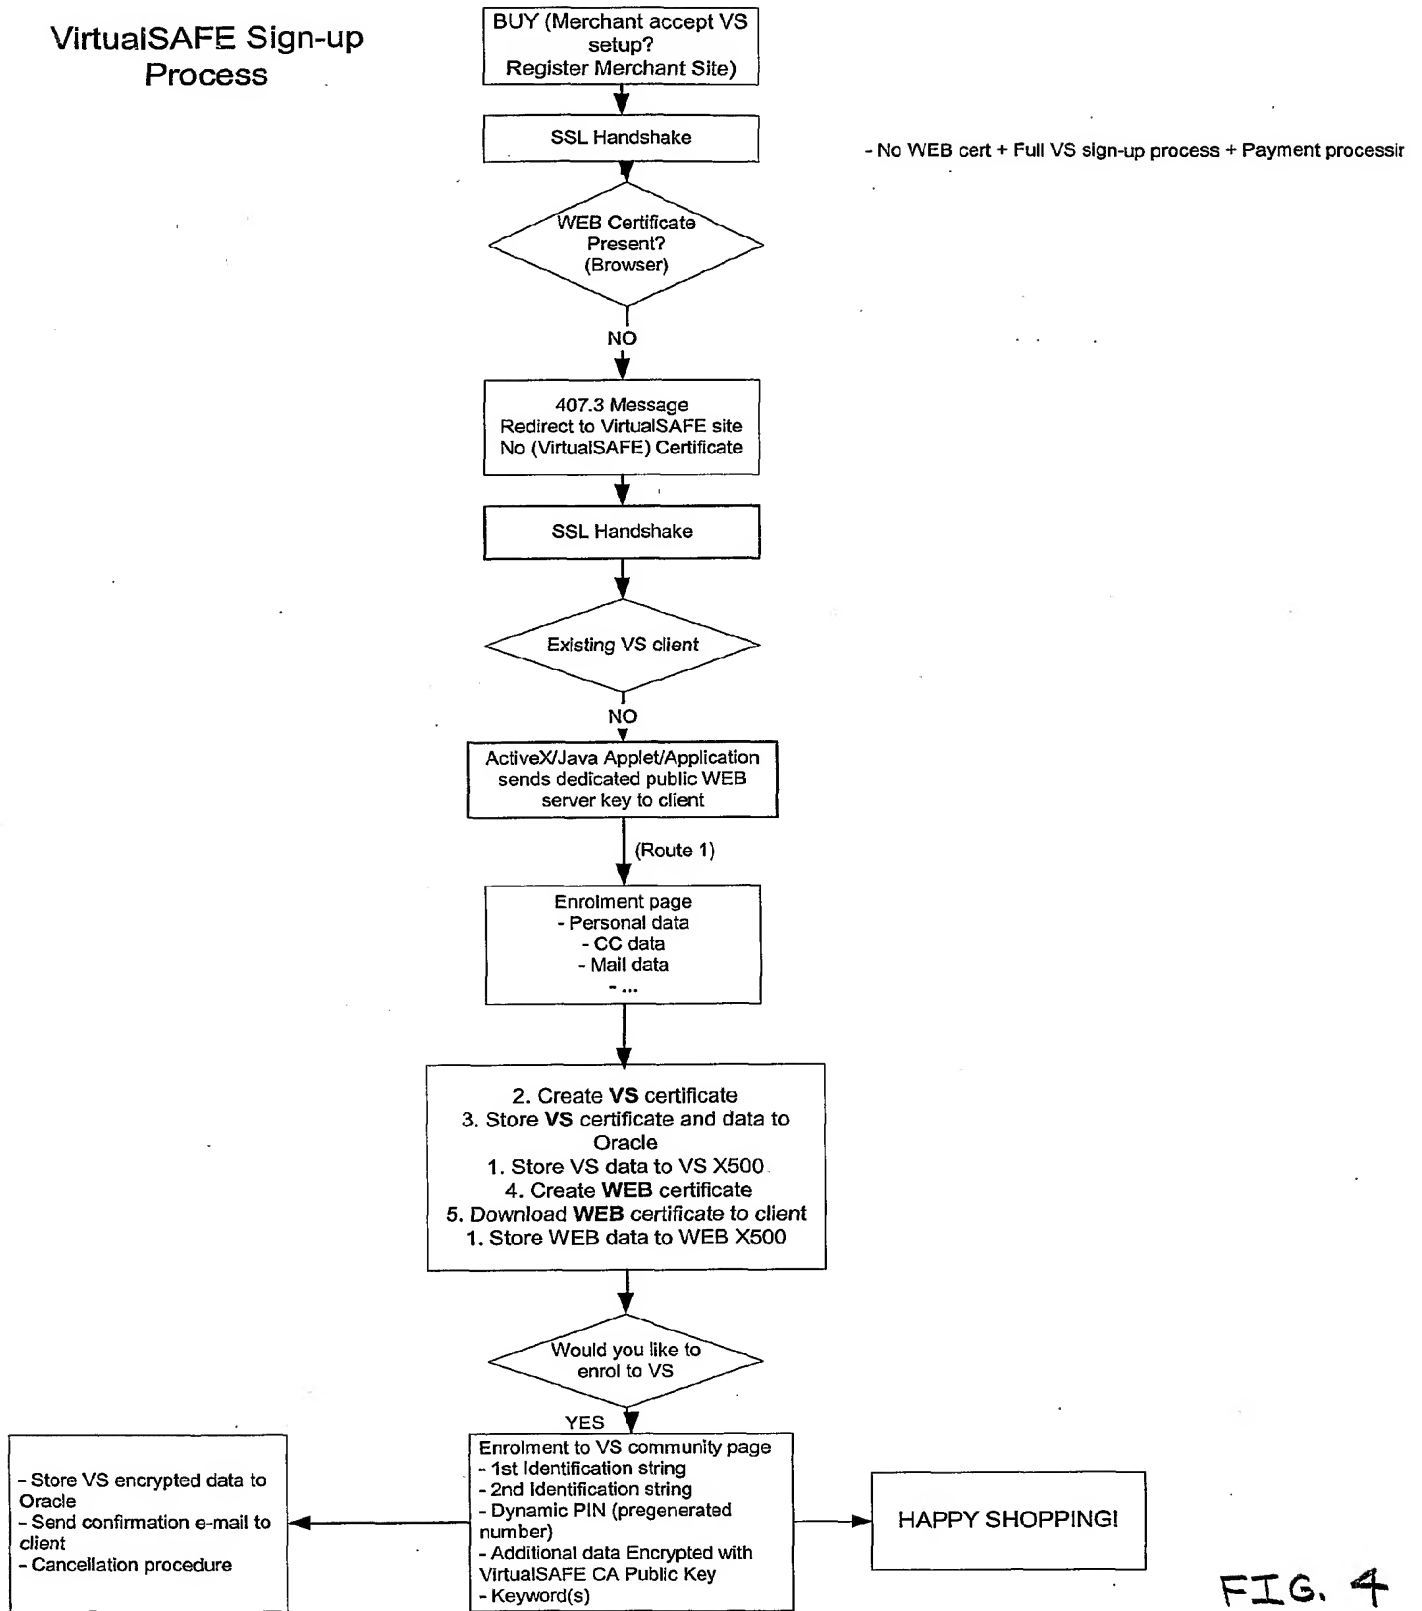 VirtualSAFE Sign-up
Process
BUY (Merchant accept VS
setup?
Register Merchant Site)
SSL Handshake
- No WEB cert + Full VS sign-up process + Payment processir
WEB Certificate
Present?
(Browser)
NO
407.3 Message
Redirect to VirtualSAFE site
No (VirtualSAFE) Certificate
SSL Handshake
Existing VS client
NO
ActiveX/Java Applet/Application
sends dedicated public WEB
server key to client
(Route 1)
Enrolment page
- Personal data
- CC data
- Mail data
- ...
2. Create VS certificate
3. Store VS certificate and data to
Oracle
1. Store VS data to VS X500
4. Create WEB certificate
5. Download WEB certificate to client
1. Store WEB data to WEB X500
Would you like to
enrol to VS
YES
- Store VS encrypted data to
Oracle
- Send confirmation e-mail to
client
- Cancellation procedure
Enrolment to VS community page
- 1st Identification string
- 2nd Identification string
- Dynamic PIN (pregenerated
number)
- Additional data Encrypted with
VirtualSAFE CA Public Key
- Keyword(s)
HAPPY SHOPPING!
FIG. 4